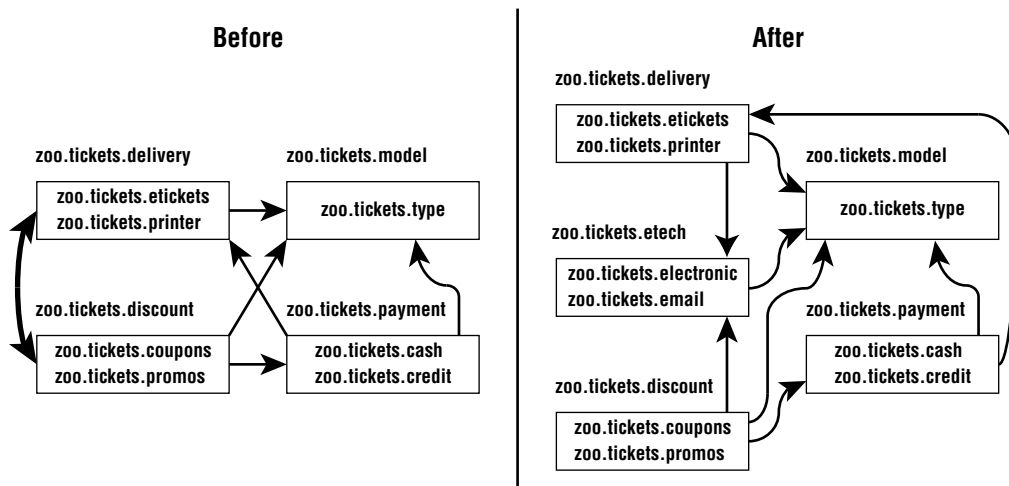 Before
zoo.tickets.delivery
zoo.tickets.etickets
zoo.tickets.printer
zoo.tickets.model
zoo.tickets.type
zoo.tickets.discount
zoo.tickets.coupons
zoo.tickets.promos
zoo.tickets.payment
zoo.tickets.cash
zoo.tickets.credit
After
zoo.tickets.delivery
zoo.tickets.etickets
zoo.tickets.printer
zoo.tickets.model
zoo.tickets.type
zoo.tickets.etech
zoo.tickets.electronic
zoo.tickets.email
zoo.tickets.payment
zoo.tickets.cash
zoo.tickets.credit
zoo.tickets.discount
zoo.tickets.coupons
zoo.tickets.promos